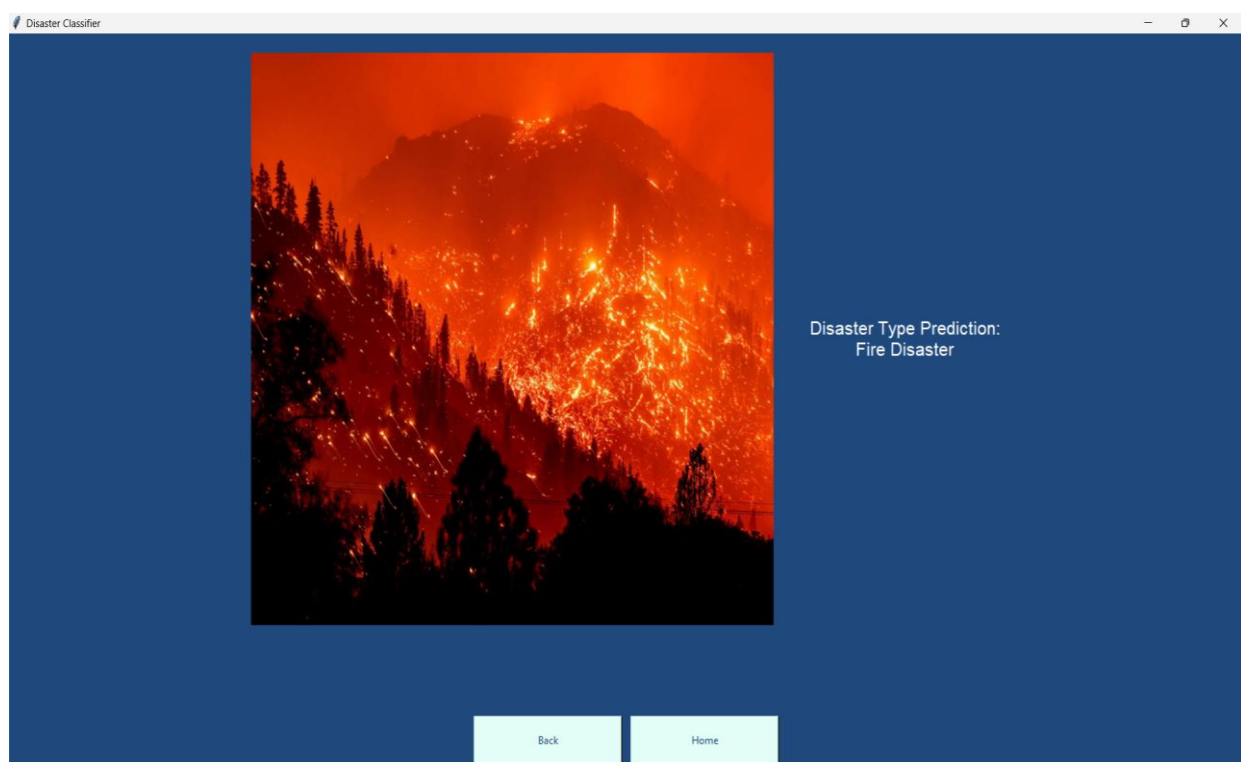 Disaster Classifier
Disaster Type Prediction:
Fire Disaster
Back
Home